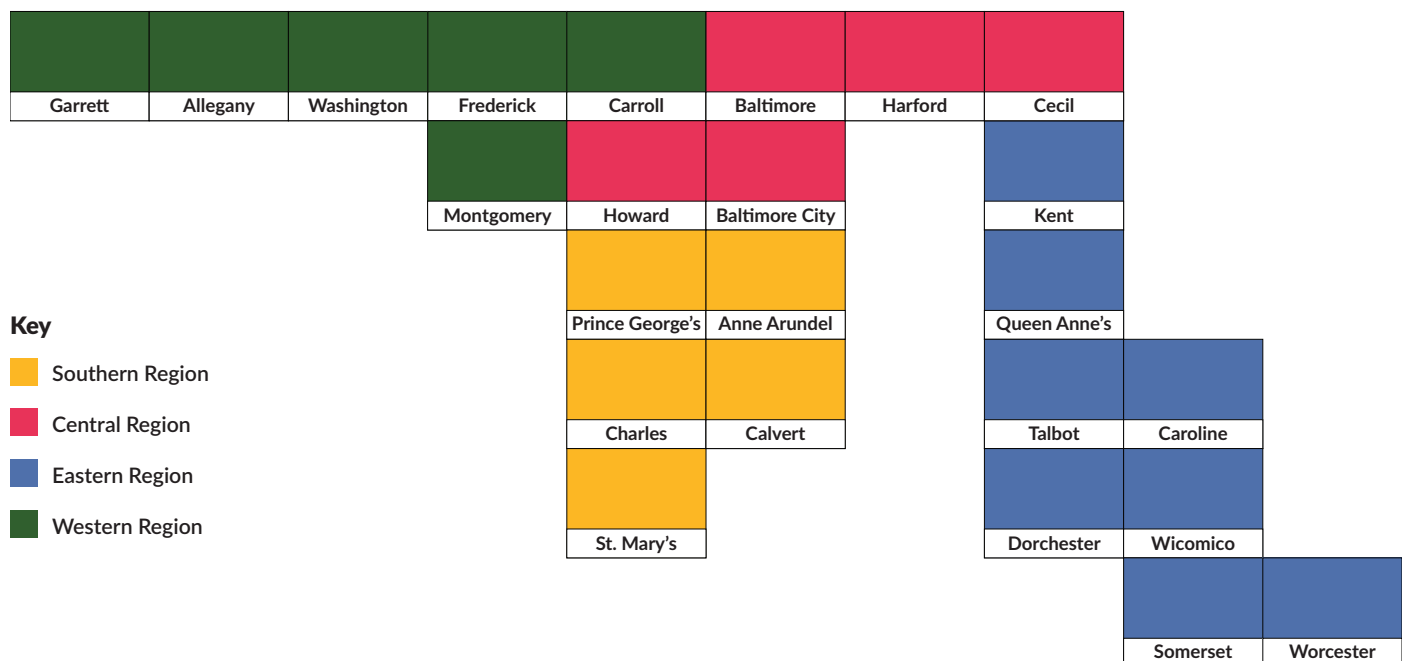 Garrett Allegany Washington Frederick Carroll Baltimore Harford Cecil
Montgomery Howard Baltimore City Kent
Prince George's Anne Arundel Queen Anne's
Charles Calvert Talbot Caroline
St. Mary's Dorchester Wicomico
Somerset Worcester
Key
Southern Region
Central Region
Eastern Region
Western Region